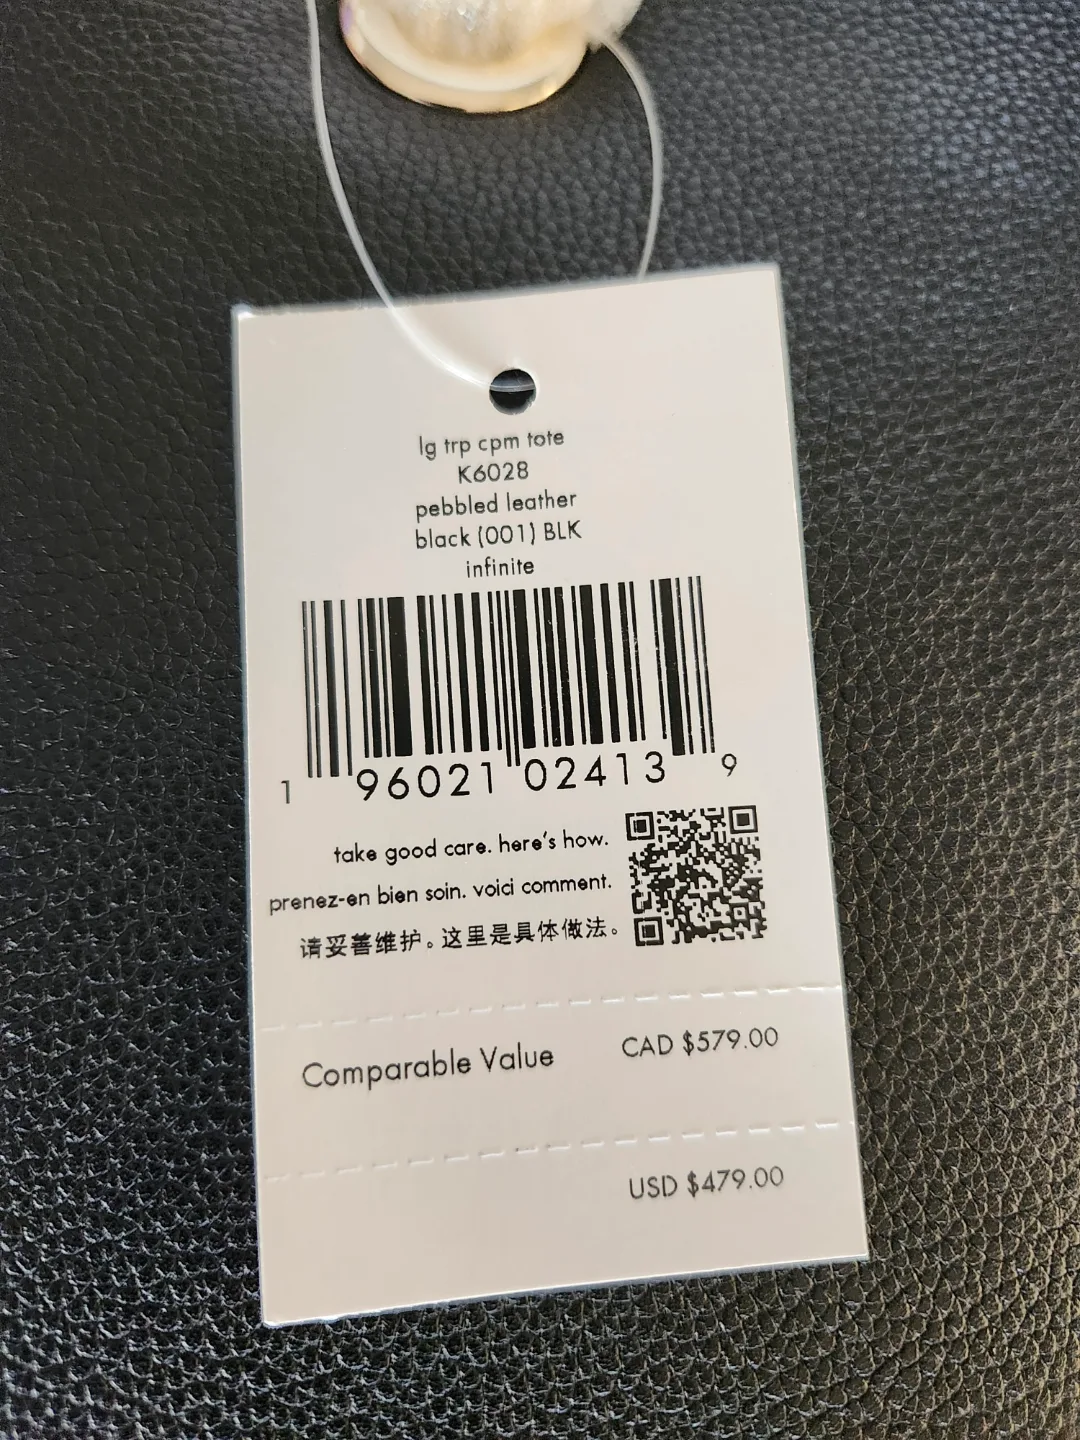 lg trp cpm tote
K6028
pebbled leather
black (001) BLK
infinite
1 96021 02413 9
take good care. here's how.
prenez-en bien soin. voici comment.
请妥善维护。这里是具体做法。
Comparable Value CAD $579.00
USD $479.00